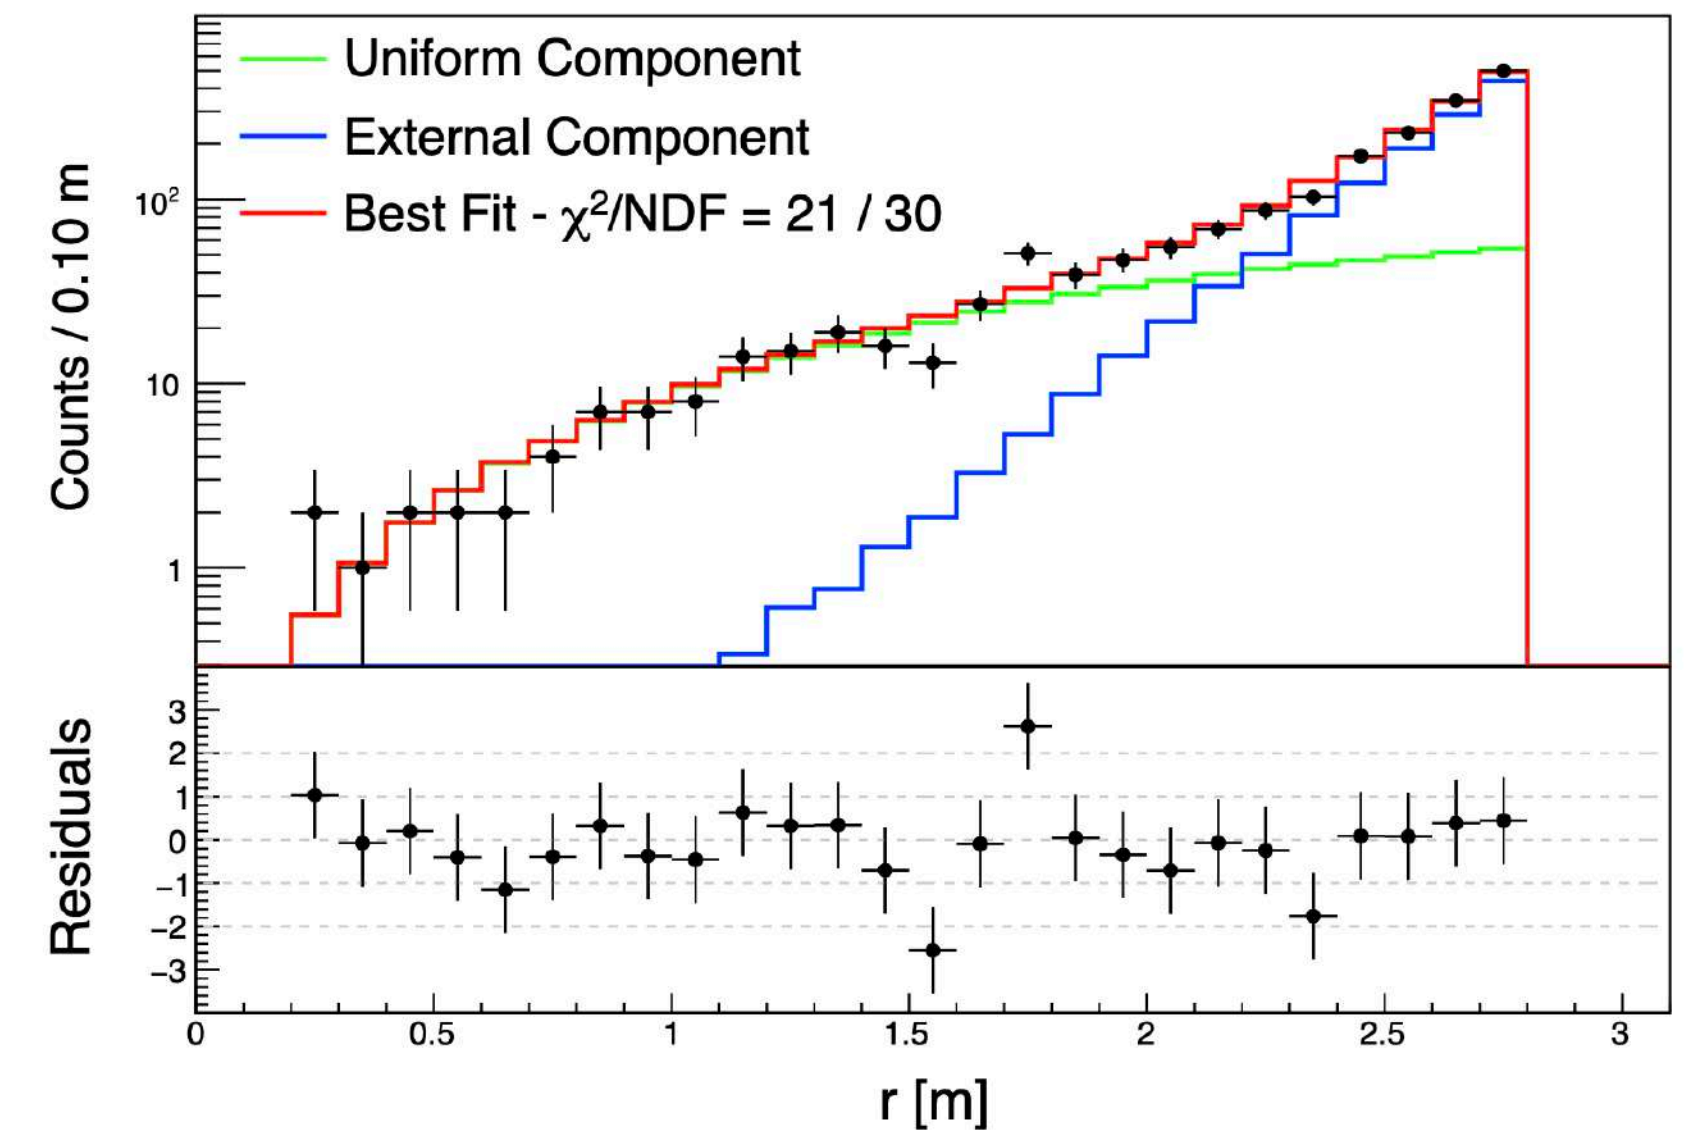 Uniform Component
External Component
Best Fit - χ²/NDF = 21 / 30
Counts / 0.10 m
10²
10
1
Residuals
3
2
1
0
−1
−2
−3
0 0.5 1 1.5 2 2.5 3
r [m]